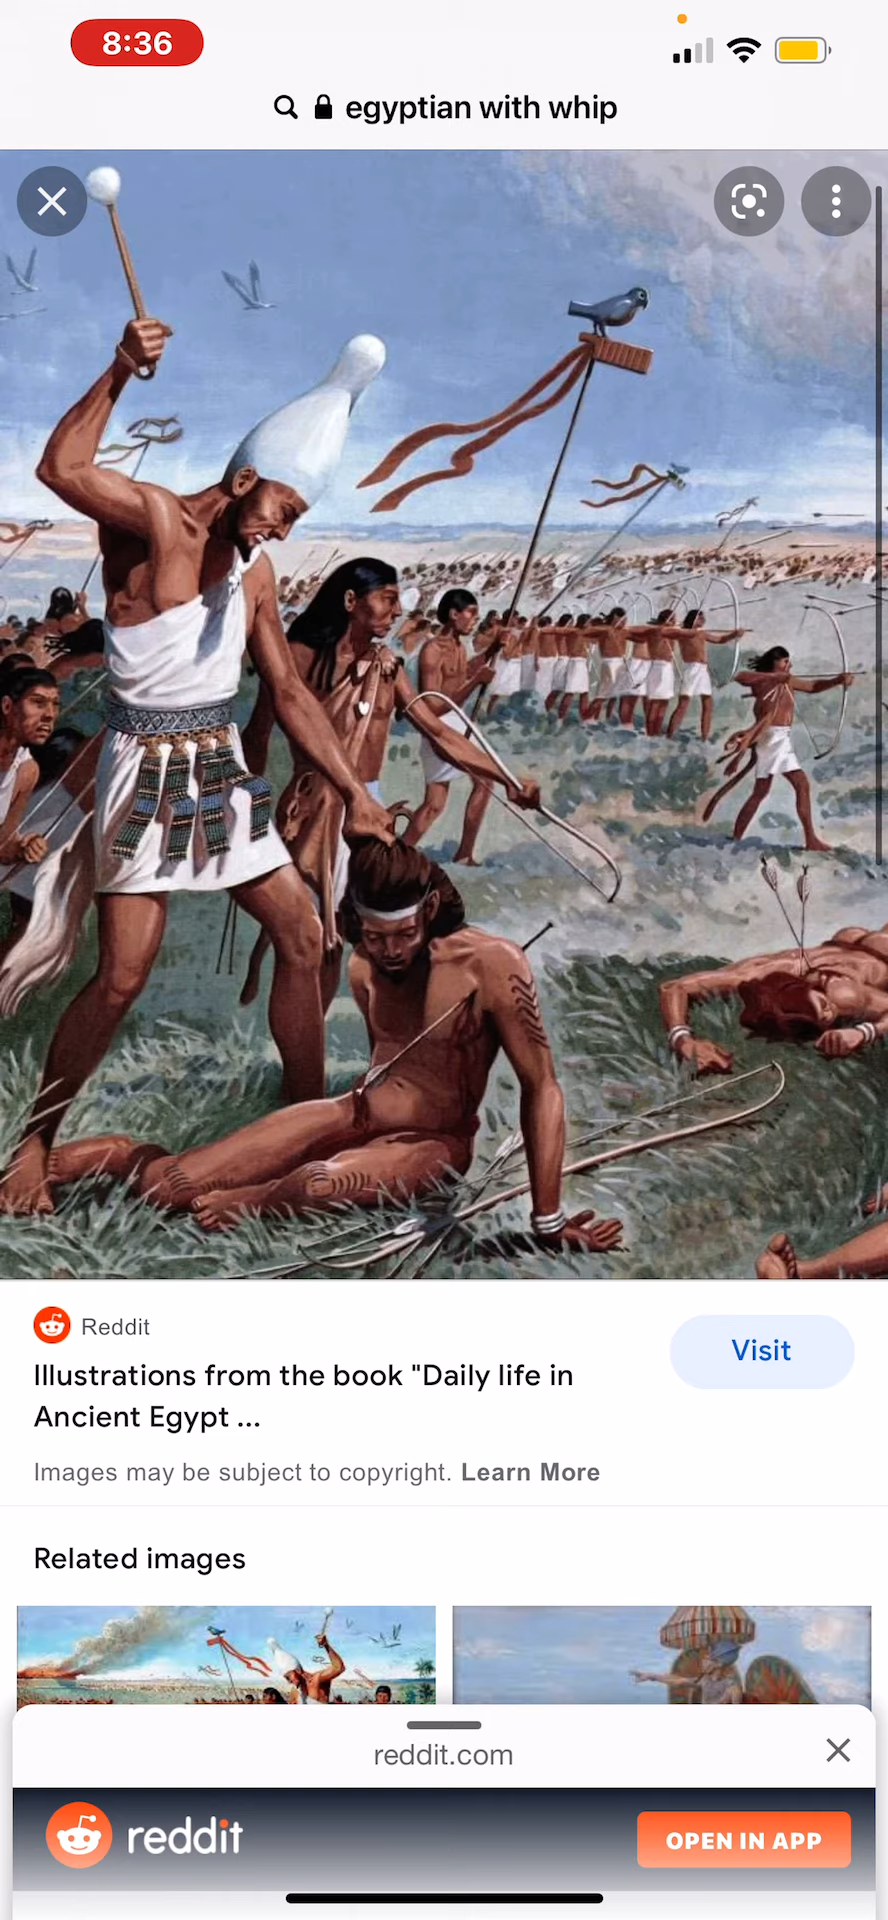 8:36
egyptian with whip
Reddit
Visit
Illustrations from the book "Daily life in
Ancient Egypt ...
Images may be subject to copyright. Learn More
Related images
reddit.com
reddit
OPEN IN APP